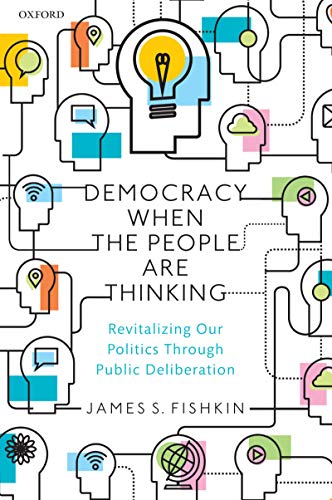 OXFORD
DEMOCRACY
WHEN
THE PEOPLE
ARE
THINKING
Revitalizing Our
Politics Through
Public Deliberation
JAMES S. FISHKIN